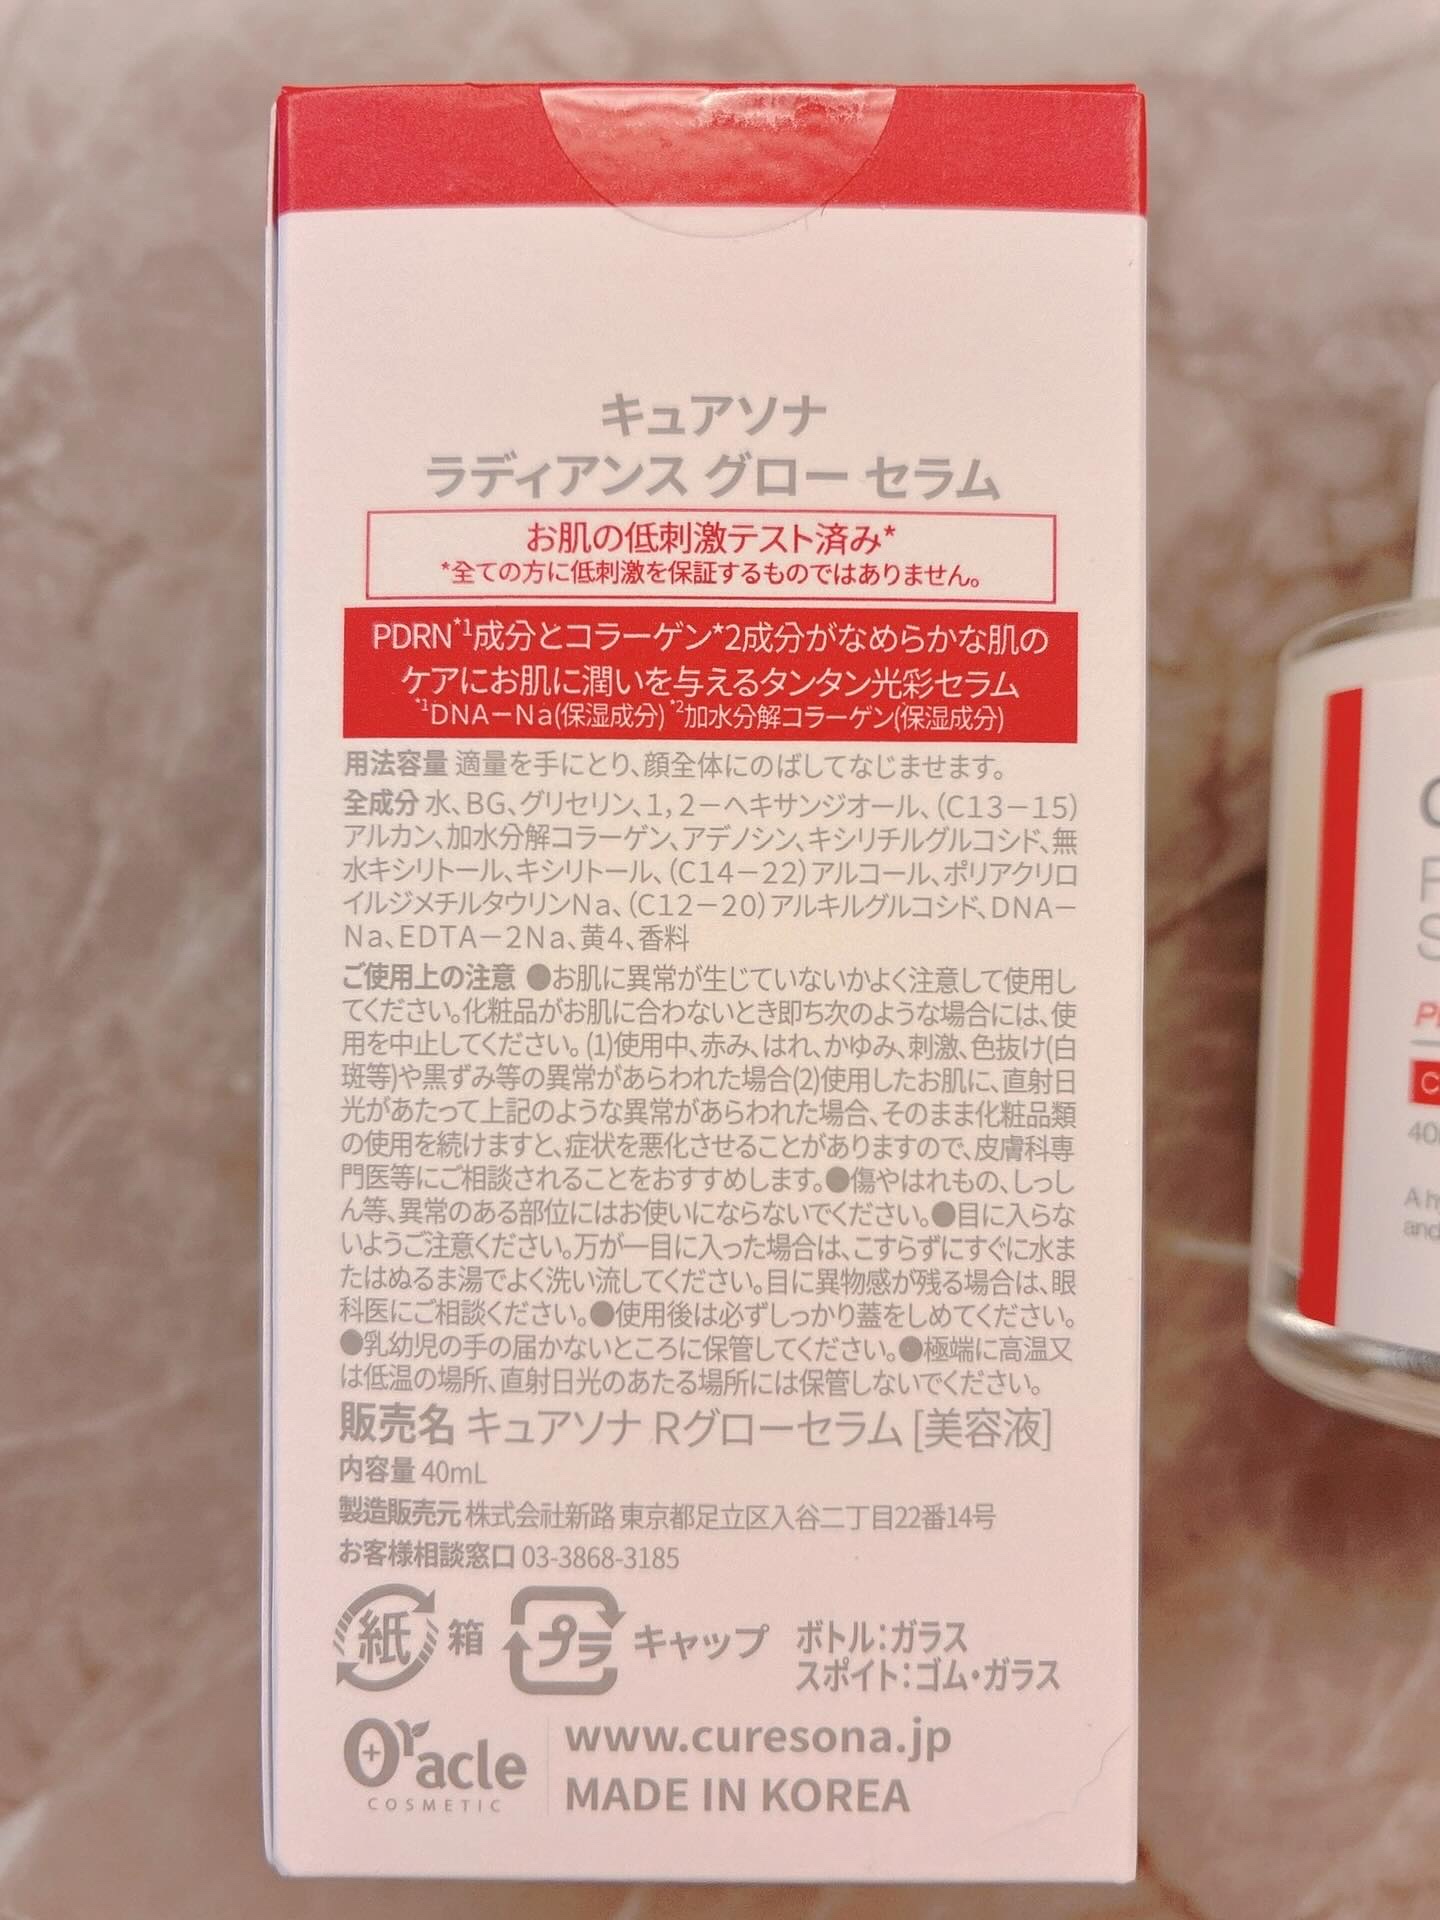 キュアソナ
ラディアンス グロー セラム
お肌の低刺激テスト済み*
*全ての方に低刺激を保証するものではありません。
PDRN*1成分とコラーゲン*2成分がなめらかな肌の
ケアにお肌に潤いを与えるタンタン光彩セラム
*1DNA－Na(保湿成分) *2加水分解コラーゲン(保湿成分)
用法容量 適量を手にとり、顔全体にのばしてなじませます。
全成分 水、BG、グリセリン、1,2－ヘキサンジオール、(C13－15)
アルカン、加水分解コラーゲン、アデノシン、キシリチルグルコシド、無
水キシリトール、キシリトール、(C14－22)アルコール、ポリアクリロ
イルジメチルタウリンNa、(C12－20)アルキルグルコシド、DNA－
Na、EDTA－2Na、黄4、香料
ご使用上の注意 ●お肌に異常が生じていないかよく注意して使用し
てください。化粧品がお肌に合わないとき即ち次のような場合には、使
用を中止してください。(1)使用中、赤み、はれ、かゆみ、刺激、色抜け(白
斑等)や黒ずみ等の異常があらわれた場合(2)使用したお肌に、直射日
光があたって上記のような異常があらわれた場合、そのまま化粧品類
の使用を続けますと、症状を悪化させることがありますので、皮膚科専
門医等にご相談されることをおすすめします。●傷やはれもの、しっし
ん等、異常のある部位にはお使いにならないでください。●目に入らな
いようご注意ください。万が一目に入った場合は、こすらずにすぐに水ま
たはぬるま湯でよく洗い流してください。目に異物感が残る場合は、眼
科医にご相談ください。●使用後は必ずしっかり蓋をしめてください。
●乳幼児の手の届かないところに保管してください。●極端に高温又
は低温の場所、直射日光のあたる場所には保管しないでください。
販売名 キュアソナ Rグローセラム [美容液]
内容量 40mL
製造販売元 株式会社新路 東京都足立区入谷二丁目22番14号
お客様相談窓口 03-3868-3185
紙 箱 プラ キャップ ボトル：ガラス
スポイト：ゴム・ガラス
Oracle
COSMETIC
www.curesona.jp
MADE IN KOREA